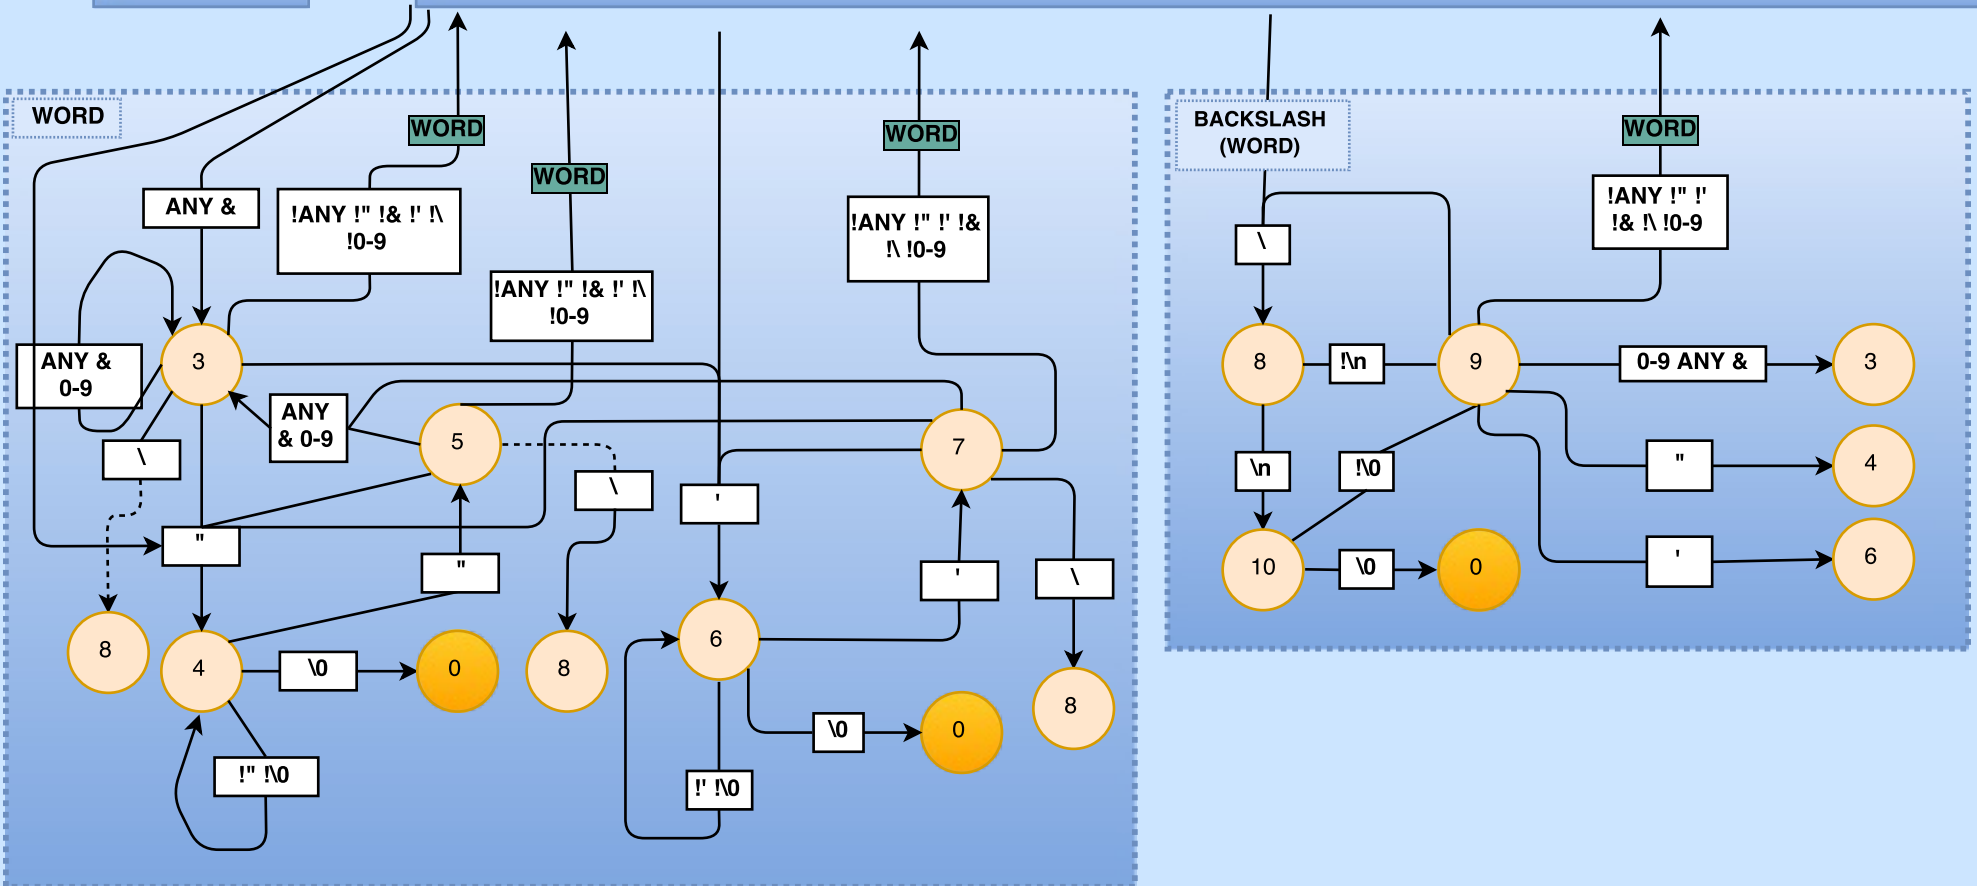 WORD
BACKSLASH
(WORD)
WORD
WORD
WORD
WORD
ANY &
!ANY !" !& !' !\
!0-9
!ANY !" !& !' !\
!0-9
!ANY !" !' !&
!\ !0-9
!ANY !" !'
!& !\ !0-9
\
ANY &
0-9
3
ANY
& 0-9
5
7
\
\
'
"
"
'
\
8
4
\0
0
8
6
\0
0
8
!" !\0
!' !\0
8
!\n
9
0-9 ANY &
3
\n
!\0
"
4
10
\0
0
'
6